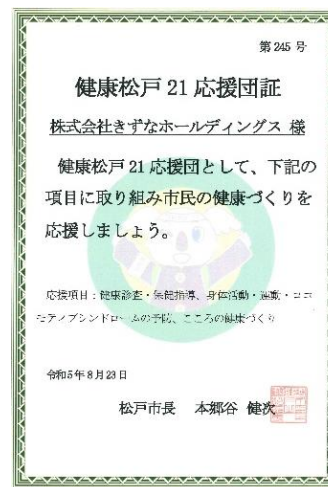 第245号
健康松戸21応援団証
株式会社きずなホールディングス 様
健康松戸21応援団として、下記の
項目に取り組み市民の健康づくりを
応援しましょう。
応援項目：健康診査・保健指導、身体活動・運動・ロコ
モティブシンドロームの予防、こころの健康づくり
令和5年8月23日
松戸市長 本郷谷 健次